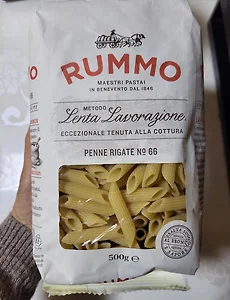 RUMMO
MAESTRI PASTAI
IN BENEVENTO DAL 1846
METODO
Lenta Lavorazione
ECCEZIONALE TENUTA ALLA COTTURA
PENNE RIGATE Nº 66
500g e